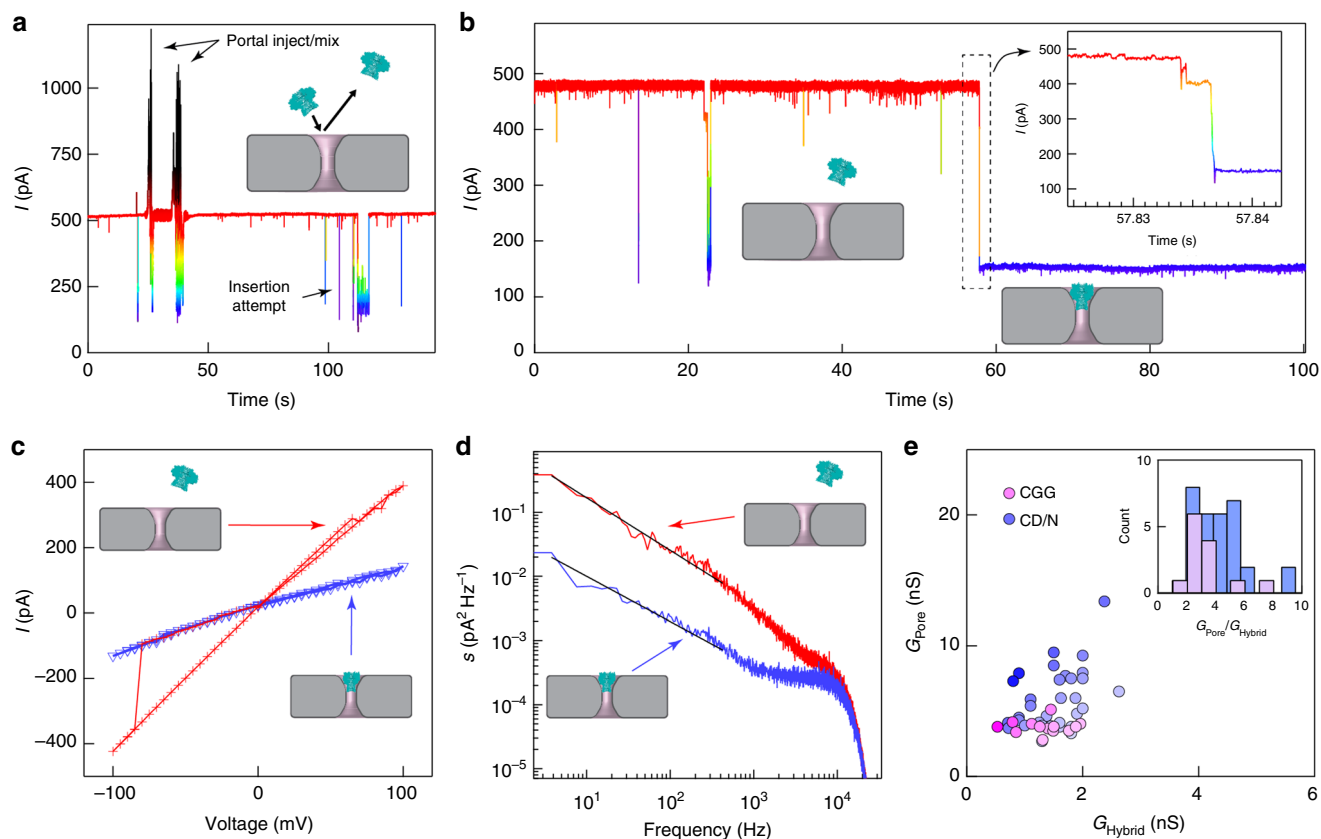 a
Portal inject/mix
Insertion
attempt
I (pA)
1000
750
500
250
0
0
50
100
Time (s)
b
I (pA)
500
400
300
200
100
0
0
20
40
60
80
100
Time (s)
I (pA)
500
400
300
200
100
57.83
57.84
Time (s)
c
I (pA)
400
200
0
−200
−400
−100
0
100
Voltage (mV)
d
s (pA² Hz⁻¹)
10⁻¹
10⁻²
10⁻³
10⁻⁴
10⁻⁵
10¹
10²
10³
10⁴
Frequency (Hz)
e
CGG
CD/N
G_Pore (nS)
20
10
0
0
2
4
6
G_Hybrid (nS)
Count
10
5
0
0
2
4
6
8
10
G_Pore/G_Hybrid